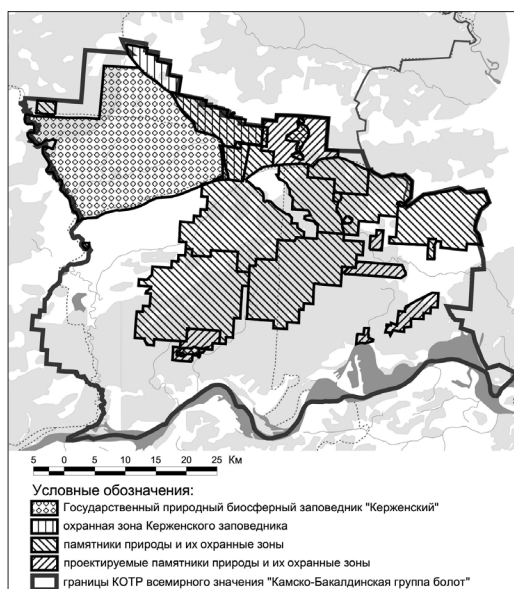 5 0 5 10 15 20 25 Км
Условные обозначения:
Государственный природный биосферный заповедник "Керженский"
охранная зона Керженского заповедника
памятники природы и их охранные зоны
проектируемые памятники природы и их охранные зоны
границы КОТР всемирного значения "Камско-Бакалдинская группа болот"